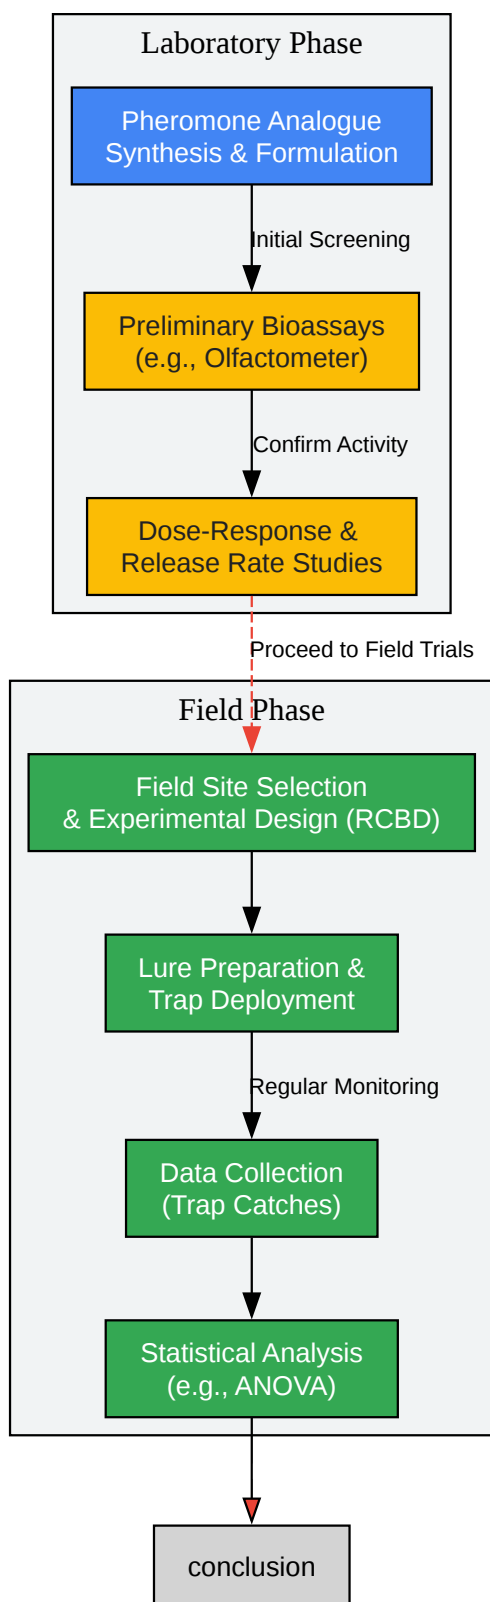 Laboratory Phase
Pheromone Analogue
Synthesis & Formulation
Initial Screening
Preliminary Bioassays
(e.g., Olfactometer)
Confirm Activity
Dose-Response &
Release Rate Studies
Proceed to Field Trials
Field Phase
Field Site Selection
& Experimental Design (RCBD)
Lure Preparation &
Trap Deployment
Regular Monitoring
Data Collection
(Trap Catches)
Statistical Analysis
(e.g., ANOVA)
conclusion